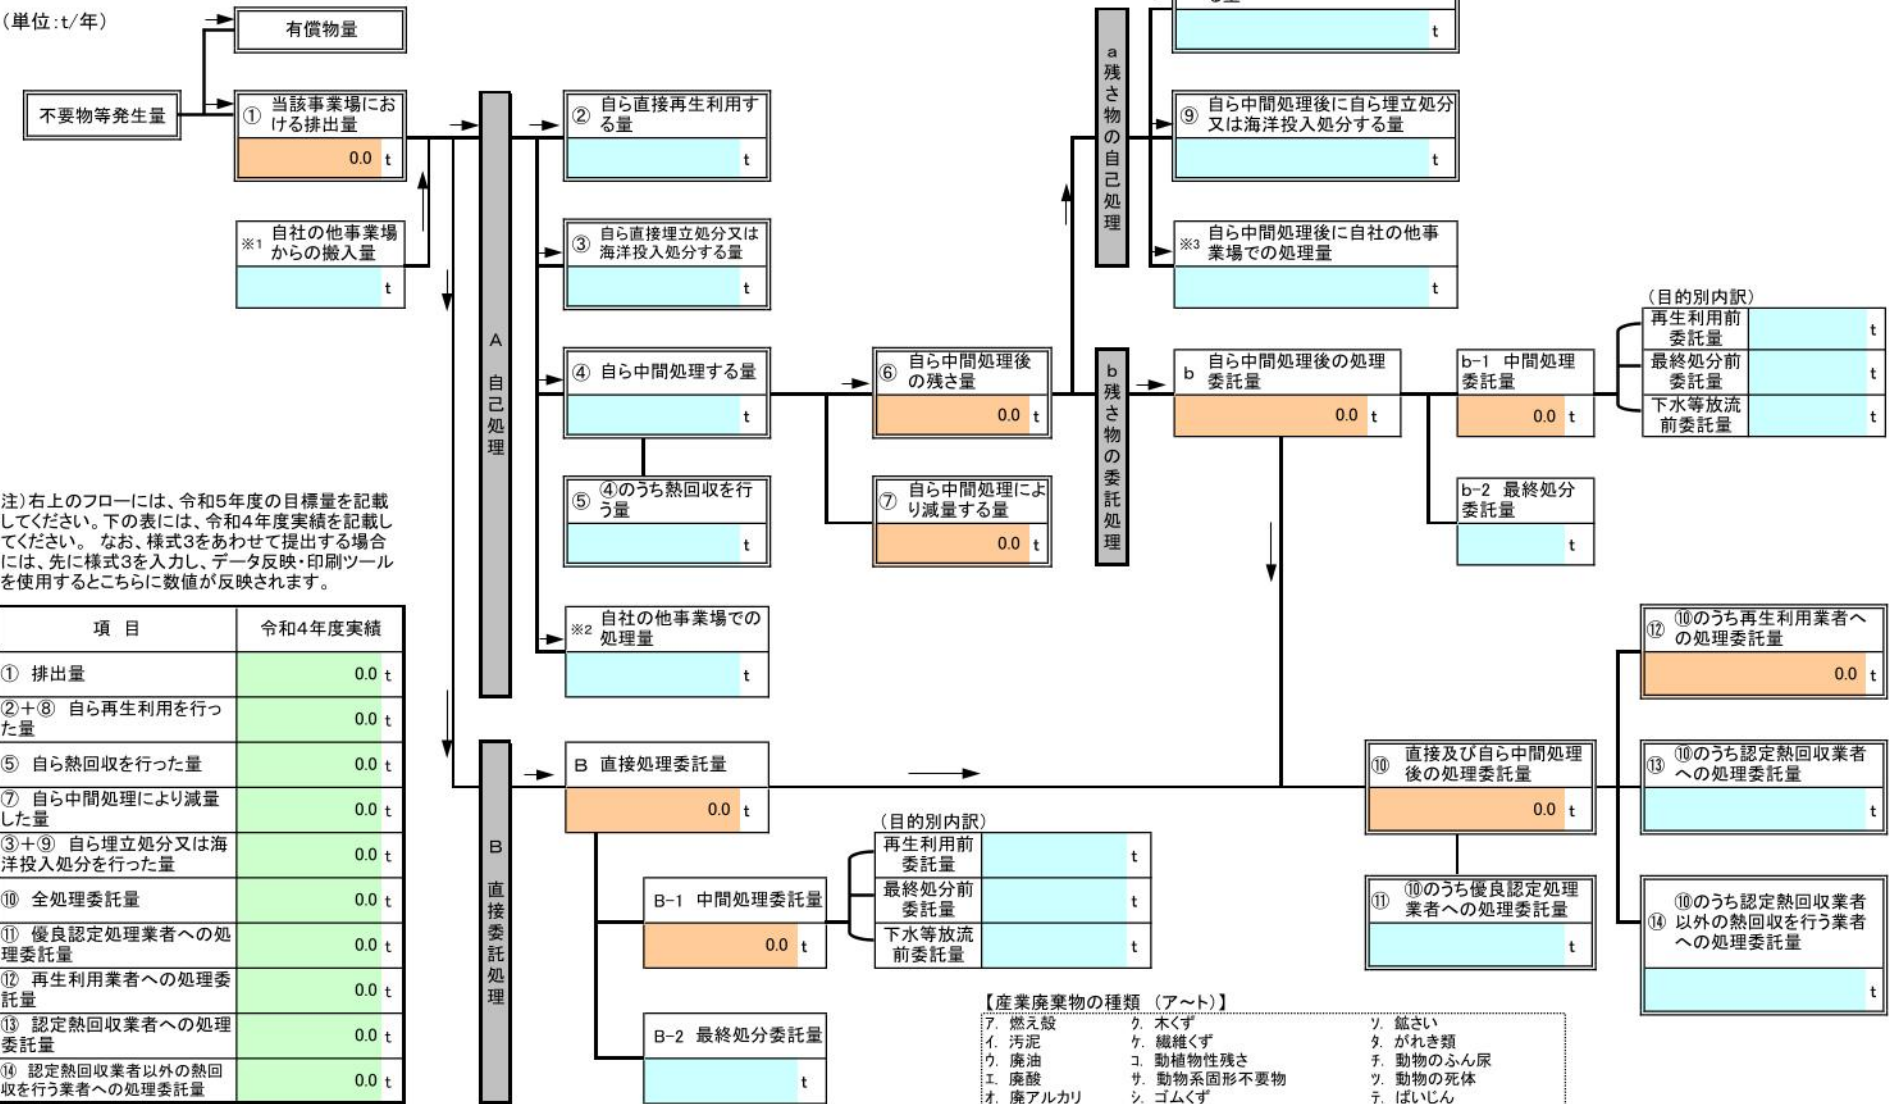 （単位：t/年）
有償物量
不要物等発生量
① 当該事業場にお
ける排出量
0.0 t
※1 自社の他事業場
からの搬入量
t
A 自己処理
② 自ら直接再生利用す
る量
t
③ 自ら直接埋立処分又は
海洋投入処分する量
t
④ 自ら中間処理する量
t
⑤ ④のうち熱回収を行
う量
t
※2 自社の他事業場での
処理量
t
⑥ 自ら中間処理後
の残さ量
0.0 t
⑦ 自ら中間処理によ
り減量する量
0.0 t
a 残さ物の自己処理
t
⑨ 自ら中間処理後に自ら埋立処分
又は海洋投入処分する量
t
※3 自ら中間処理後に自社の他事
業場での処理量
t
b 残さ物の委託処理
b 自ら中間処理後の処理
委託量
0.0 t
b-1 中間処理
委託量
0.0 t
（目的別内訳）
再生利用前
委託量
t
最終処分前
委託量
t
下水等放流
前委託量
t
b-2 最終処分
委託量
t
注）右上のフローには、令和5年度の目標量を記載
してください。下の表には、令和4年度実績を記載し
てください。 なお、様式3をあわせて提出する場合
には、先に様式3を入力し、データ反映・印刷ツール
を使用するとこちらに数値が反映されます。
項 目 令和4年度実績
① 排出量 0.0 t
②＋⑧ 自ら再生利用を行っ
た量 0.0 t
⑤ 自ら熱回収を行った量 0.0 t
⑦ 自ら中間処理により減量
した量 0.0 t
③＋⑨ 自ら埋立処分又は海
洋投入処分を行った量 0.0 t
⑩ 全処理委託量 0.0 t
⑪ 優良認定処理業者への処
理委託量 0.0 t
⑫ 再生利用業者への処理委
託量 0.0 t
⑬ 認定熱回収業者への処理
委託量 0.0 t
⑭ 認定熱回収業者以外の熱回
収を行う業者への処理委託量 0.0 t
B 直接委託処理
B 直接処理委託量
0.0 t
B-1 中間処理委託量
0.0 t
（目的別内訳）
再生利用前
委託量
t
最終処分前
委託量
t
下水等放流
前委託量
t
B-2 最終処分委託量
t
⑩ 直接及び自ら中間処理
後の処理委託量
0.0 t
⑪ ⑩のうち優良認定処理
業者への処理委託量
t
⑫ ⑩のうち再生利用業者へ
の処理委託量
0.0 t
⑬ ⑩のうち認定熱回収業者
への処理委託量
t
⑭ ⑩のうち認定熱回収業者
以外の熱回収を行う業者
への処理委託量
t
【産業廃棄物の種類 （ア～ト）】
ア. 燃え殻 ク. 木くず ソ. 鉱さい
イ. 汚泥 ケ. 繊維くず タ. がれき類
ウ. 廃油 コ. 動植物性残さ チ. 動物のふん尿
エ. 廃酸 サ. 動物系固形不要物 ツ. 動物の死体
オ. 廃アルカリ シ. ゴムくず テ. ばいじん